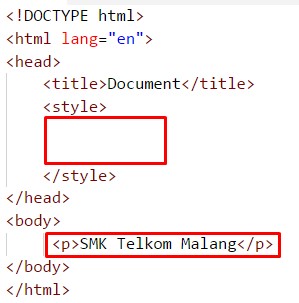 <!DOCTYPE html>
<html lang="en">
<head>
    <title>Document</title>
    <style>
    </style>
</head>
<body>
    <p>SMK Telkom Malang</p>
</body>
</html>